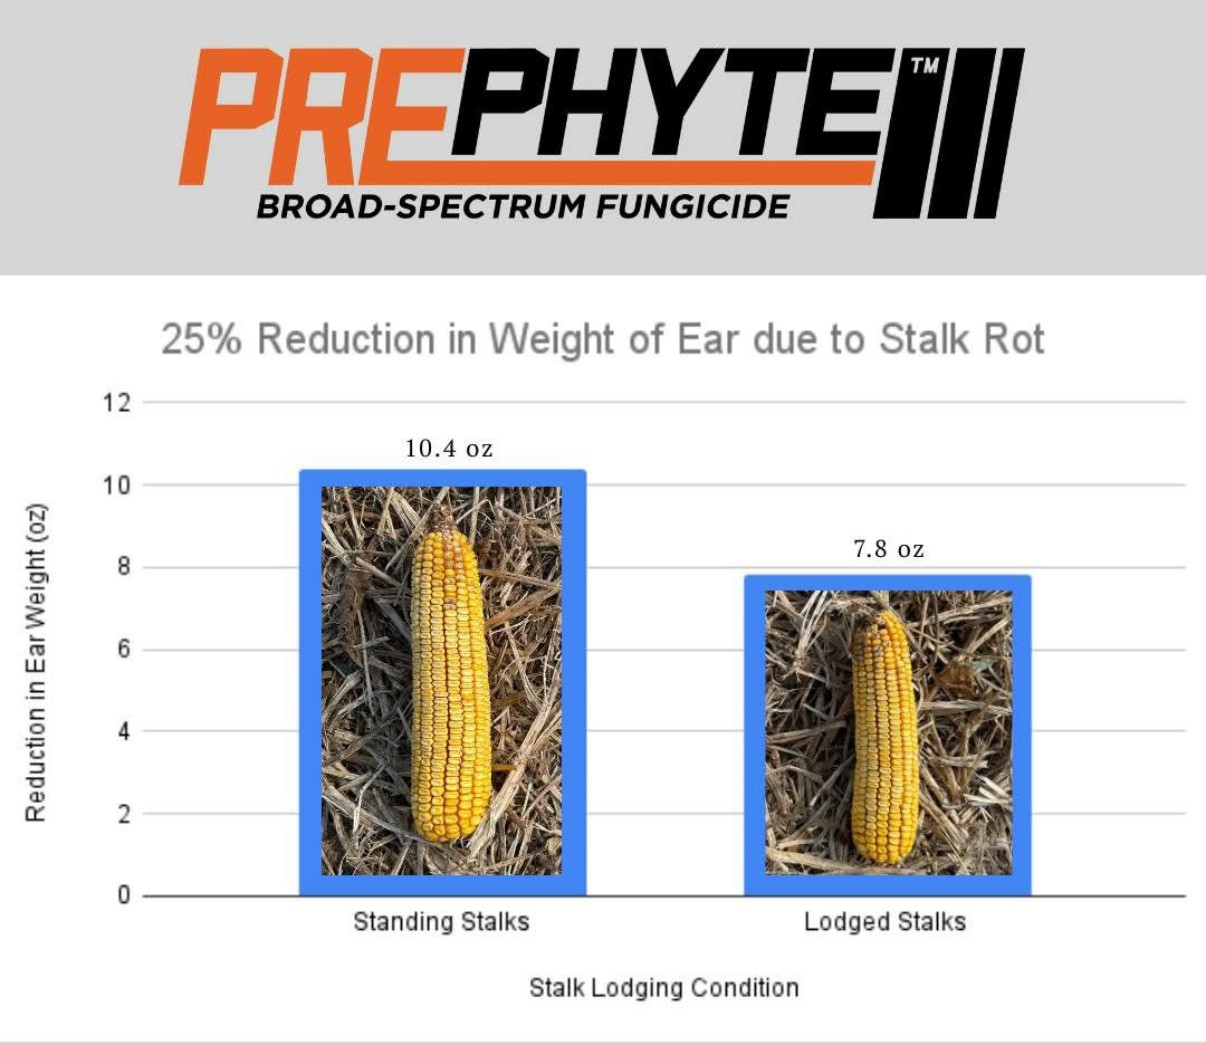 PREPHYTE™
BROAD-SPECTRUM FUNGICIDE
25% Reduction in Weight of Ear due to Stalk Rot
Reduction in Ear Weight (oz)
12
10
8
6
4
2
0
10.4 oz
7.8 oz
Standing Stalks
Lodged Stalks
Stalk Lodging Condition